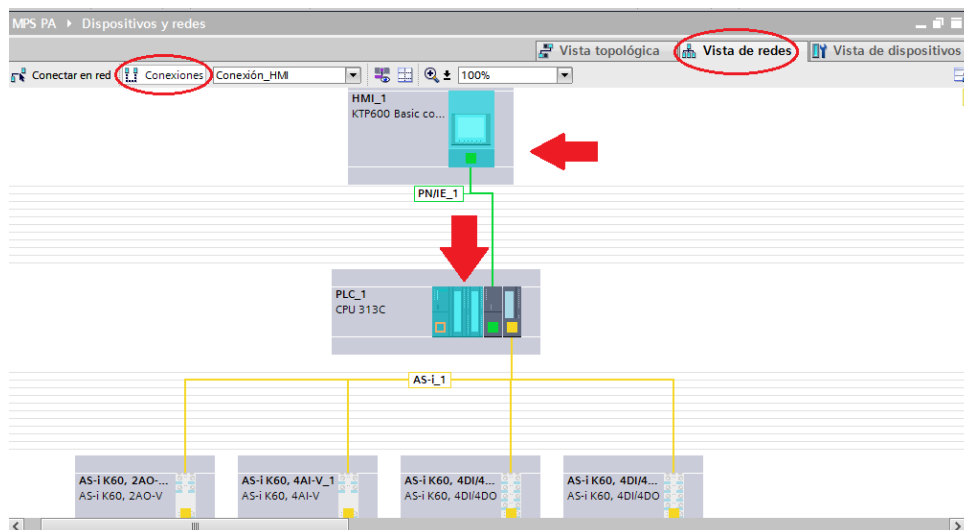 MPS PA ▸ Dispositivos y redes
Vista topológica Vista de redes Vista de dispositivos
Conectar en red Conexiones Conexión_HMI 100%
HMI_1
KTP600 Basic co...
PN/IE_1
PLC_1
CPU 313C
AS-i_1
AS-i K60, 2AO-... AS-i K60, 4AI-V_1 AS-i K60, 4DI/4... AS-i K60, 4DI/4...
AS-i K60, 2AO-V AS-i K60, 4AI-V AS-i K60, 4DI/4DO AS-i K60, 4DI/4DO